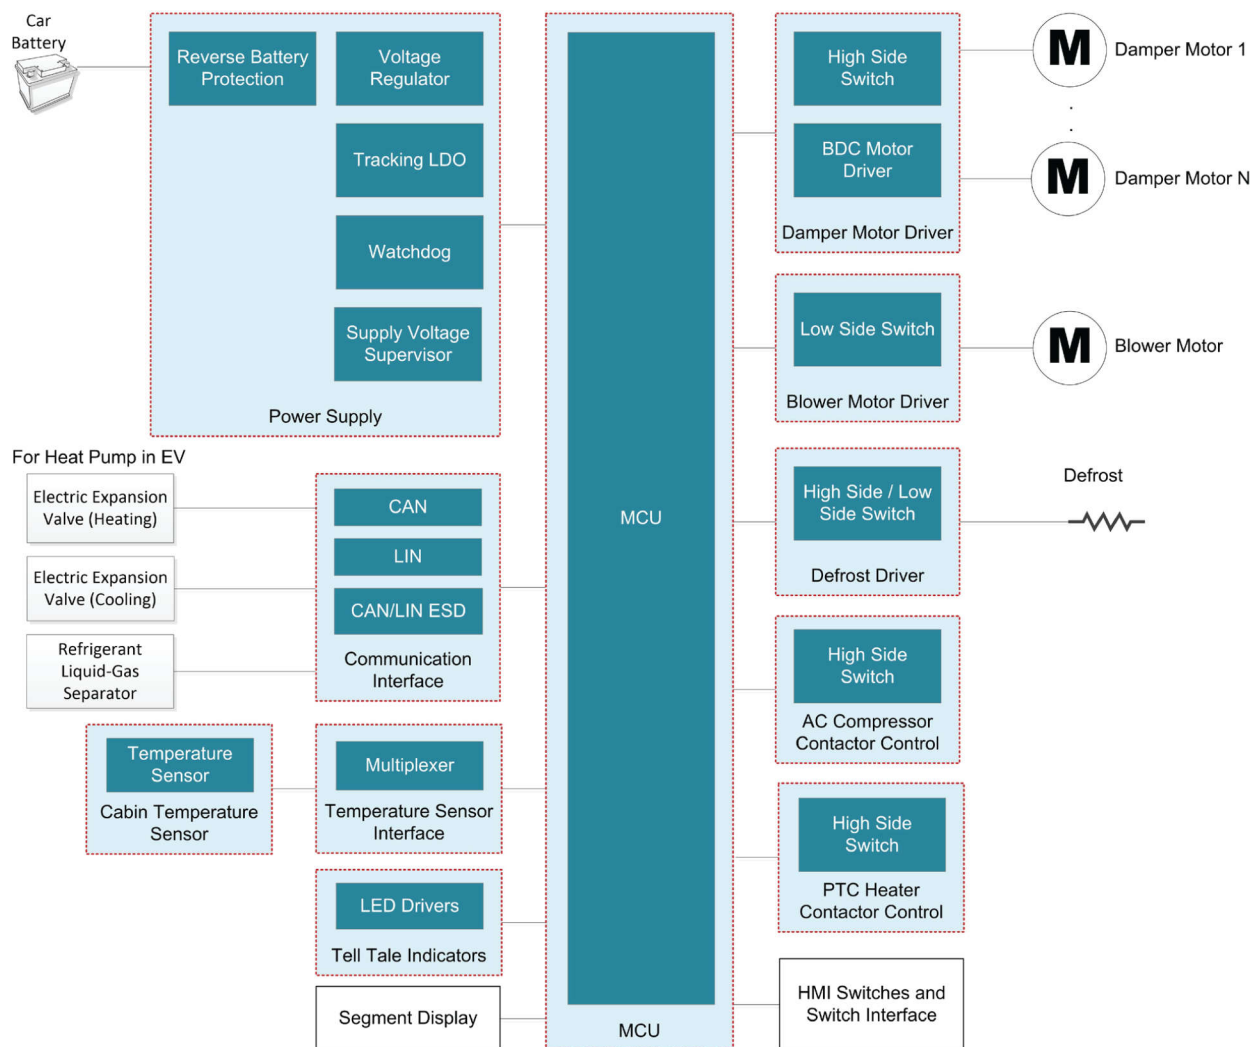 Car
Battery
Reverse Battery
Protection
Voltage
Regulator
Tracking LDO
Watchdog
Supply Voltage
Supervisor
Power Supply
For Heat Pump in EV
Electric Expansion
Valve (Heating)
Electric Expansion
Valve (Cooling)
Refrigerant
Liquid-Gas
Separator
CAN
LIN
CAN/LIN ESD
Communication
Interface
Temperature
Sensor
Cabin Temperature
Sensor
Multiplexer
Temperature Sensor
Interface
LED Drivers
Tell Tale Indicators
Segment Display
MCU
MCU
High Side
Switch
BDC Motor
Driver
Damper Motor Driver
M
Damper Motor 1
.
.
M
Damper Motor N
Low Side Switch
Blower Motor Driver
M
Blower Motor
High Side / Low
Side Switch
Defrost Driver
Defrost
High Side
Switch
AC Compressor
Contactor Control
High Side
Switch
PTC Heater
Contactor Control
HMI Switches and
Switch Interface